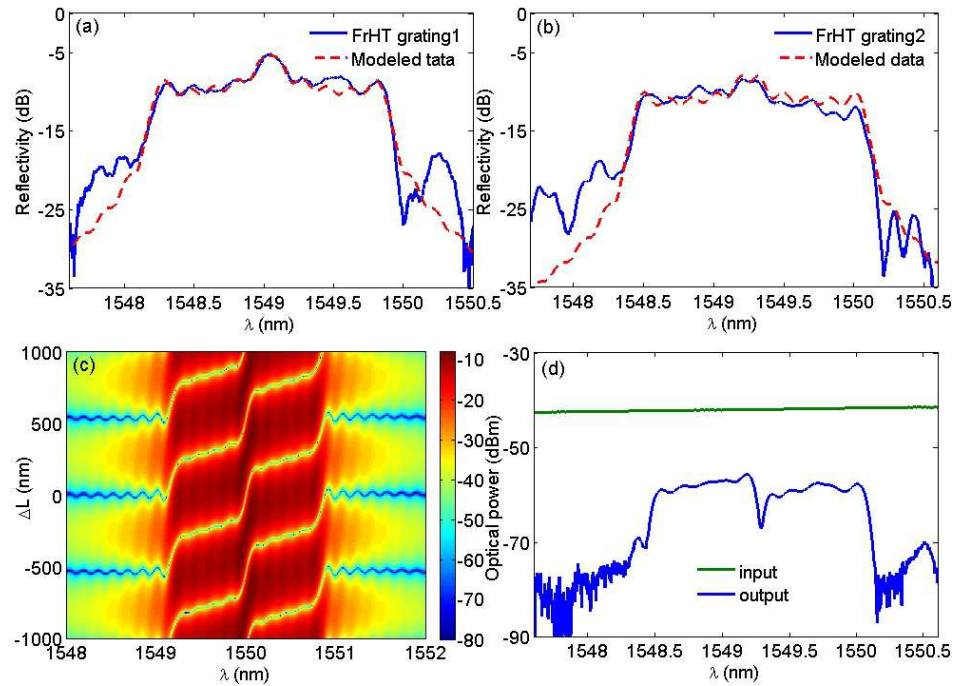 (a)
FrHT grating1
Modeled tata
0
-5
-15
-25
-35
Reflectivity (dB)
1548 1548.5 1549 1549.5 1550 1550.5
λ (nm)
(b)
FrHT grating2
Modeled data
0
-5
-15
-25
-35
Reflectivity (dB)
1548 1548.5 1549 1549.5 1550 1550.5
λ (nm)
(c)
1000
500
0
-500
-1000
ΔL (nm)
1548 1549 1550 1551 1552
λ (nm)
-10
-20
-30
-40
-50
-60
-70
-80
Optical power (dBm)
(d)
-30
-50
-70
-90
input
output
1548 1548.5 1549 1549.5 1550 1550.5
λ (nm)